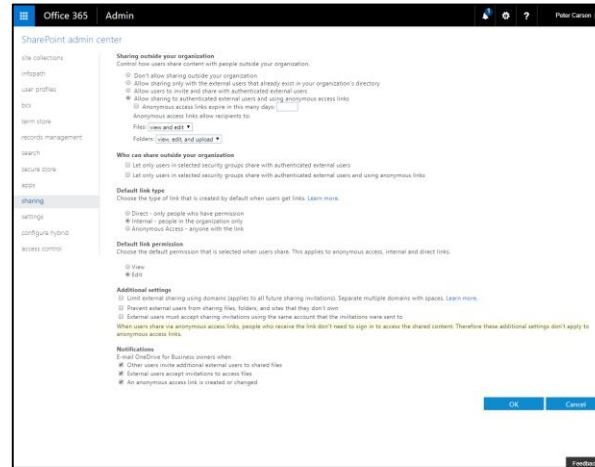 Office 365
Admin
1
?
Peter Carson
SharePoint admin center
site collections
infopath
user profiles
bcs
term store
records management
search
secure store
apps
sharing
settings
configure hybrid
access control
Sharing outside your organization
Control how users share content with people outside your organization.
Don't allow sharing outside your organization
Allow sharing only with the external users that already exist in your organization's directory
Allow users to invite and share with authenticated external users
Allow sharing to authenticated external users and using anonymous access links
Anonymous access links expire in this many days:
Anonymous access links allow recipients to:
Files: view and edit
Folders: view, edit, and upload
Who can share outside your organization
Let only users in selected security groups share with authenticated external users
Let only users in selected security groups share with authenticated external users and using anonymous links
Default link type
Choose the type of link that is created by default when users get links. Learn more.
Direct - only people who have permission
Internal - people in the organization only
Anonymous Access - anyone with the link
Default link permission
Choose the default permission that is selected when users share. This applies to anonymous access, internal and direct links.
View
Edit
Additional settings
Limit external sharing using domains (applies to all future sharing invitations). Separate multiple domains with spaces. Learn more.
Prevent external users from sharing files, folders, and sites that they don't own
External users must accept sharing invitations using the same account that the invitations were sent to
When users share via anonymous access links, people who receive the link don't need to sign in to access the shared content. Therefore these additional settings don't apply to
anonymous access links.
Notifications
E-mail OneDrive for Business owners when
Other users invite additional external users to shared files
External users accept invitations to access files
An anonymous access link is created or changed
OK
Cancel
Feedbac